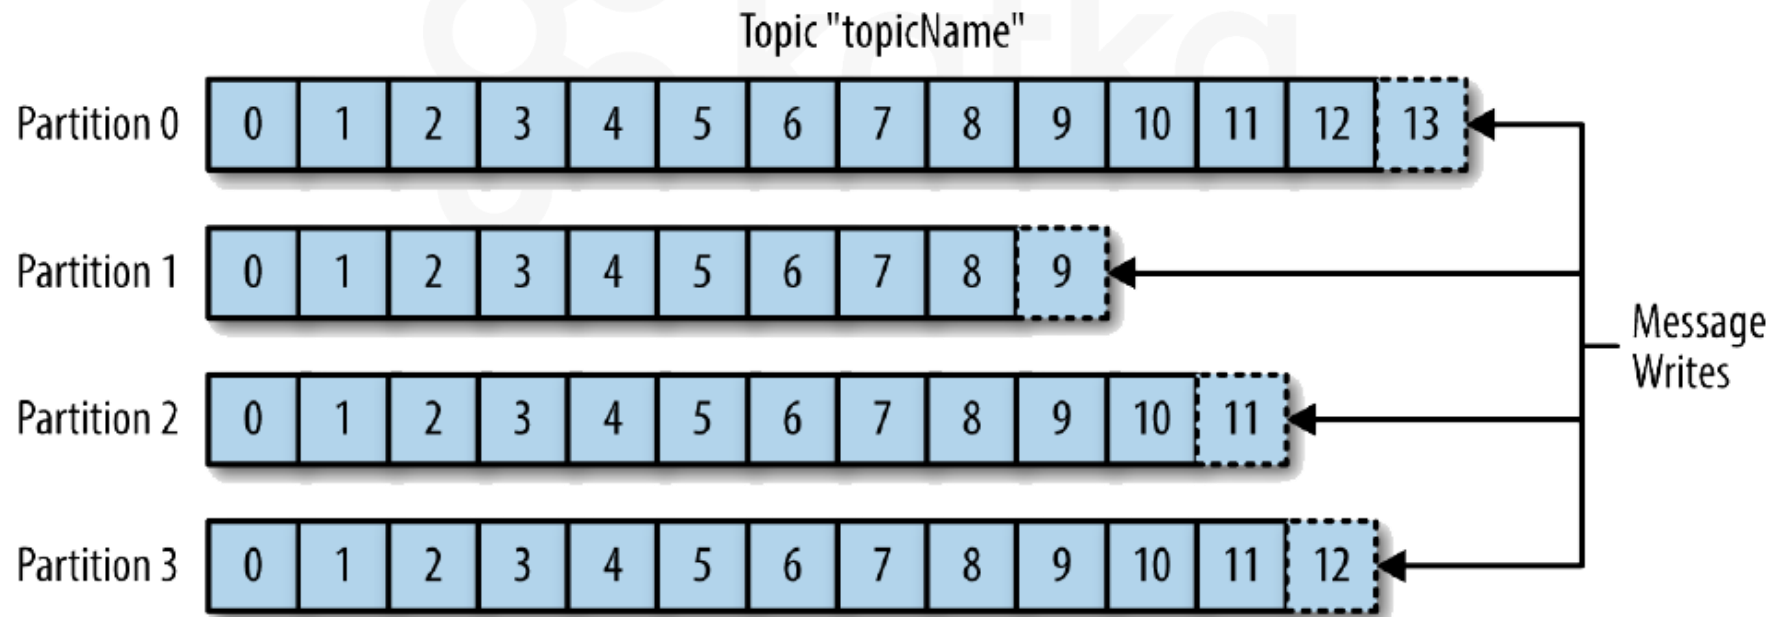 Topic "topicName"
Partition 0 0 1 2 3 4 5 6 7 8 9 10 11 12 13
Partition 1 0 1 2 3 4 5 6 7 8 9
Partition 2 0 1 2 3 4 5 6 7 8 9 10 11
Partition 3 0 1 2 3 4 5 6 7 8 9 10 11 12
Message
Writes
kafka